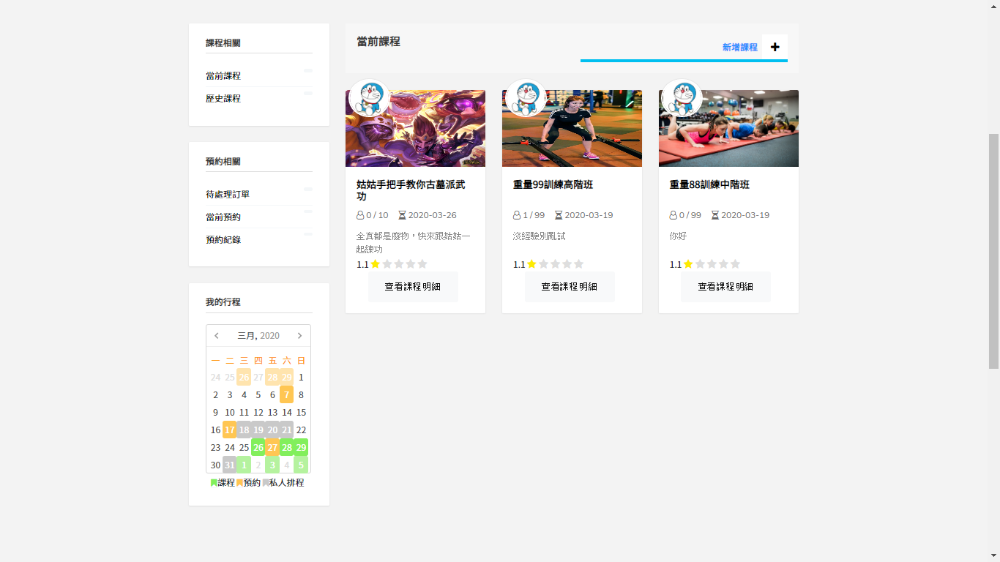 課程相關
當前課程
歷史課程
預約相關
待處理訂單
當前預約
預約紀錄
我的行程
三月, 2020
一 二 三 四 五 六 日
24 25 26 27 28 29 1
2 3 4 5 6 7 8
9 10 11 12 13 14 15
16 17 18 19 20 21 22
23 24 25 26 27 28 29
30 31 1 2 3 4 5
課程 預約 私人排程
當前課程
新增課程
姑姑手把手教你古墓派武
功
0 / 10 2020-03-26
全真都是廢物，快來跟姑姑一
起練功
1.1
查看課程明細
重量99訓練高階班
1 / 99 2020-03-19
沒經驗別亂試
1.1
查看課程明細
重量88訓練中階班
0 / 99 2020-03-19
你好
1.1
查看課程明細